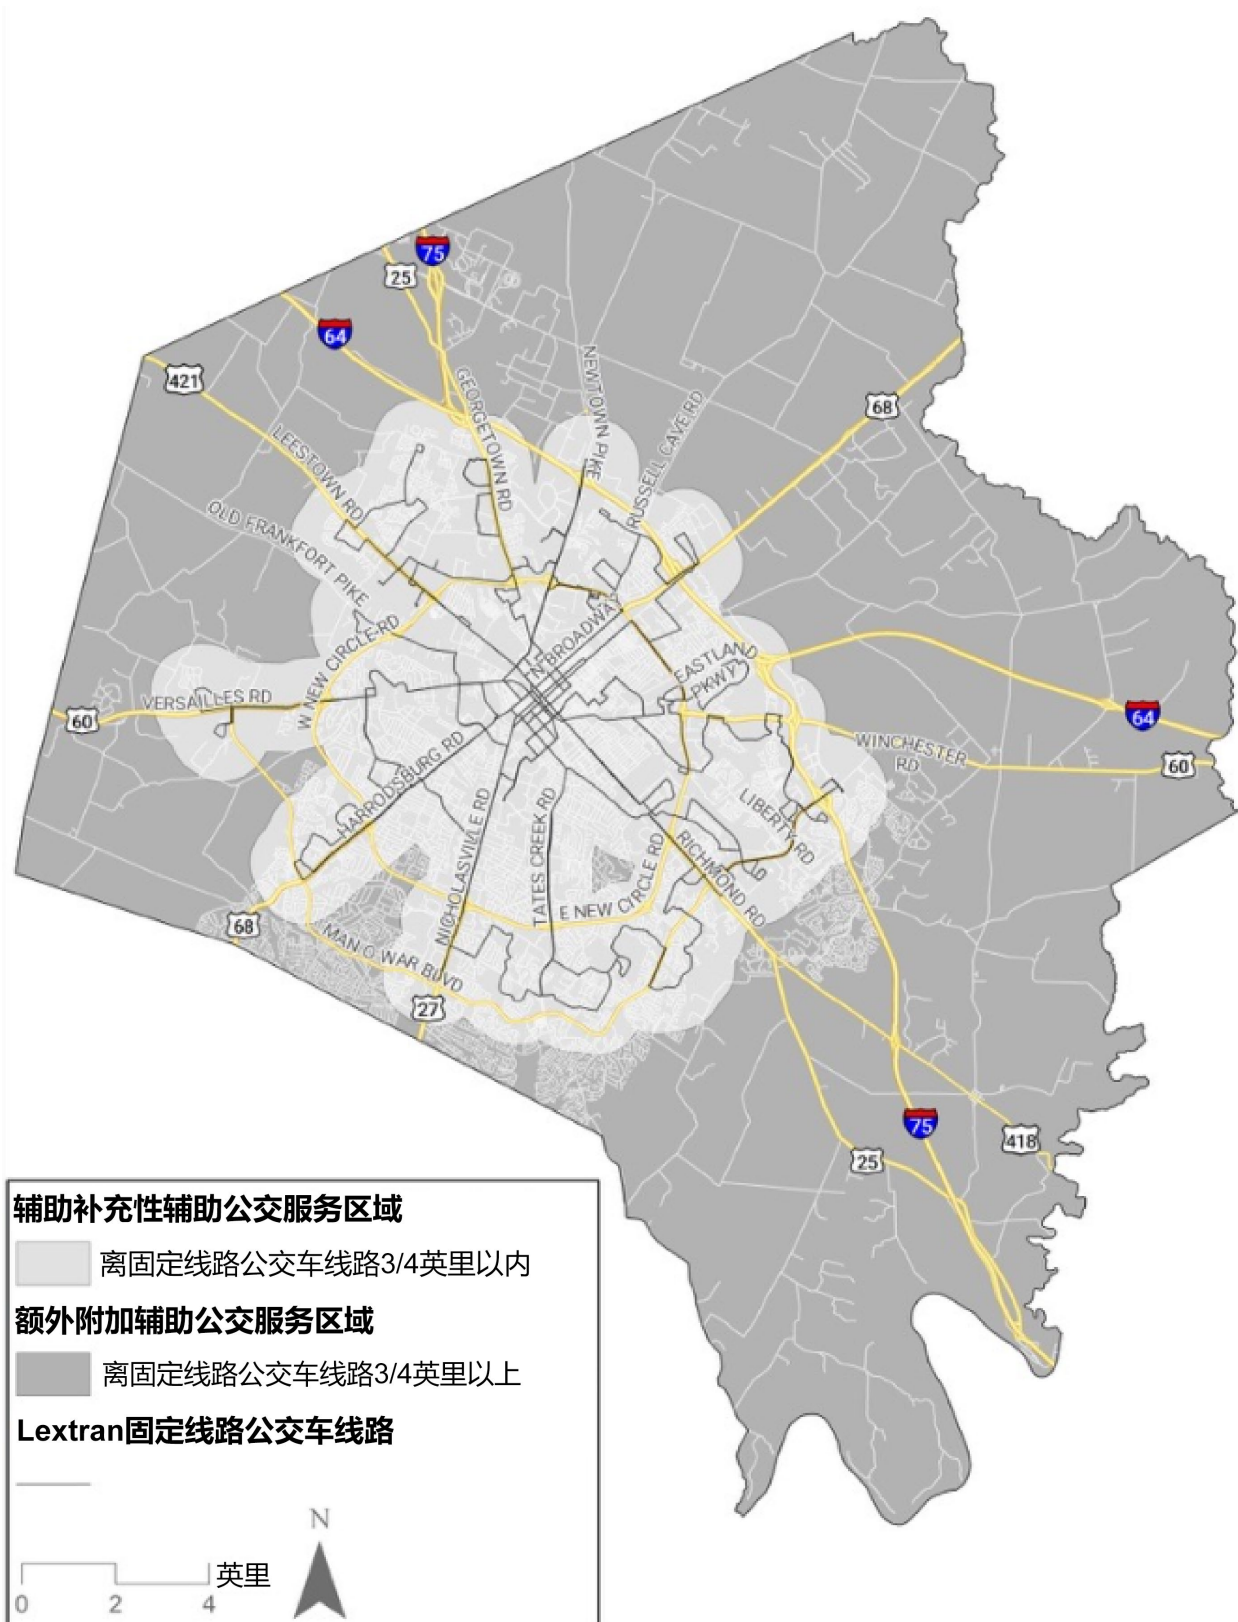 75
25
64
421
NEWTOWN PIKE
GEORGETOWN RD
68
RUSSELL CAVE RD
LEESTOWN RD
OLD FRANKFORT PIKE
N BROADWA
W NEW CIRCLE RD
EASTLAND
PKWY
VERSAILLES RD
60
64
WINCHESTER
RD
60
HARRODSBURG RD
NICHOLASVILLE RD
TATES CREEK RD
LIBERTY RD
RICHMOND RD
E NEW CIRCLE RD
68
MAN O WAR BLVD
27
75
418
25
辅助补充性辅助公交服务区域
离固定线路公交车线路3/4英里以内
额外附加辅助公交服务区域
离固定线路公交车线路3/4英里以上
Lextran固定线路公交车线路
N
英里
0 2 4